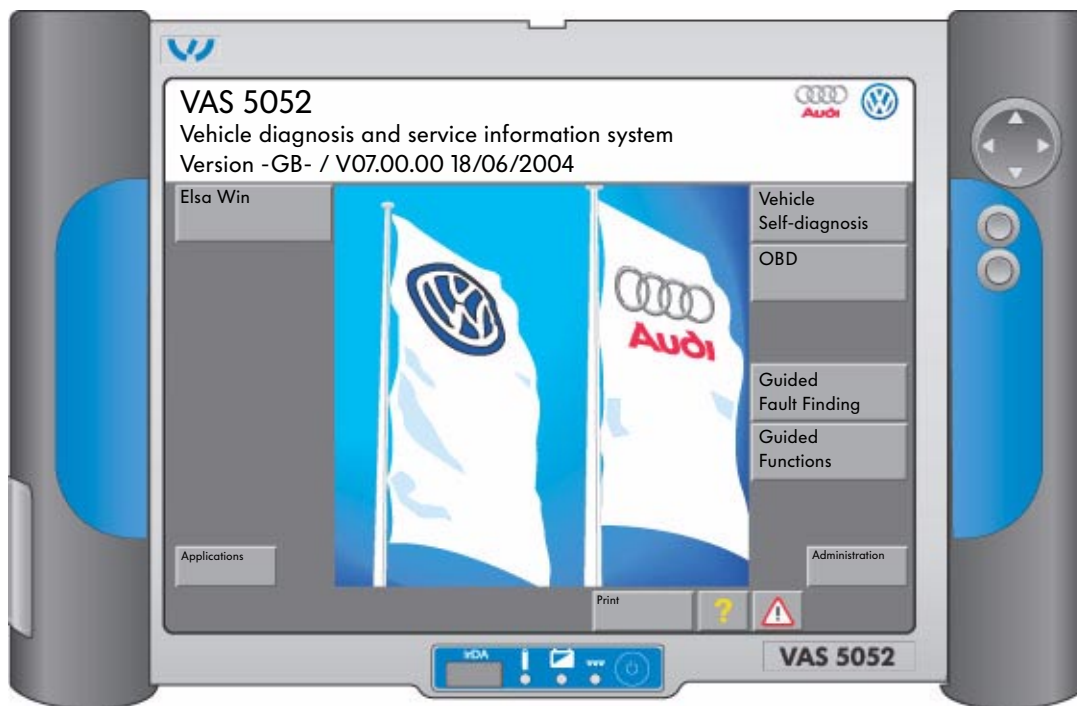 VAS 5052
Audi
Vehicle diagnosis and service information system
Version -GB- / V07.00.00 18/06/2004
Elsa Win
Vehicle
Self-diagnosis
OBD
Audi
Guided
Fault Finding
Guided
Functions
Applications
Administration
Print
?
IrDA
VAS 5052